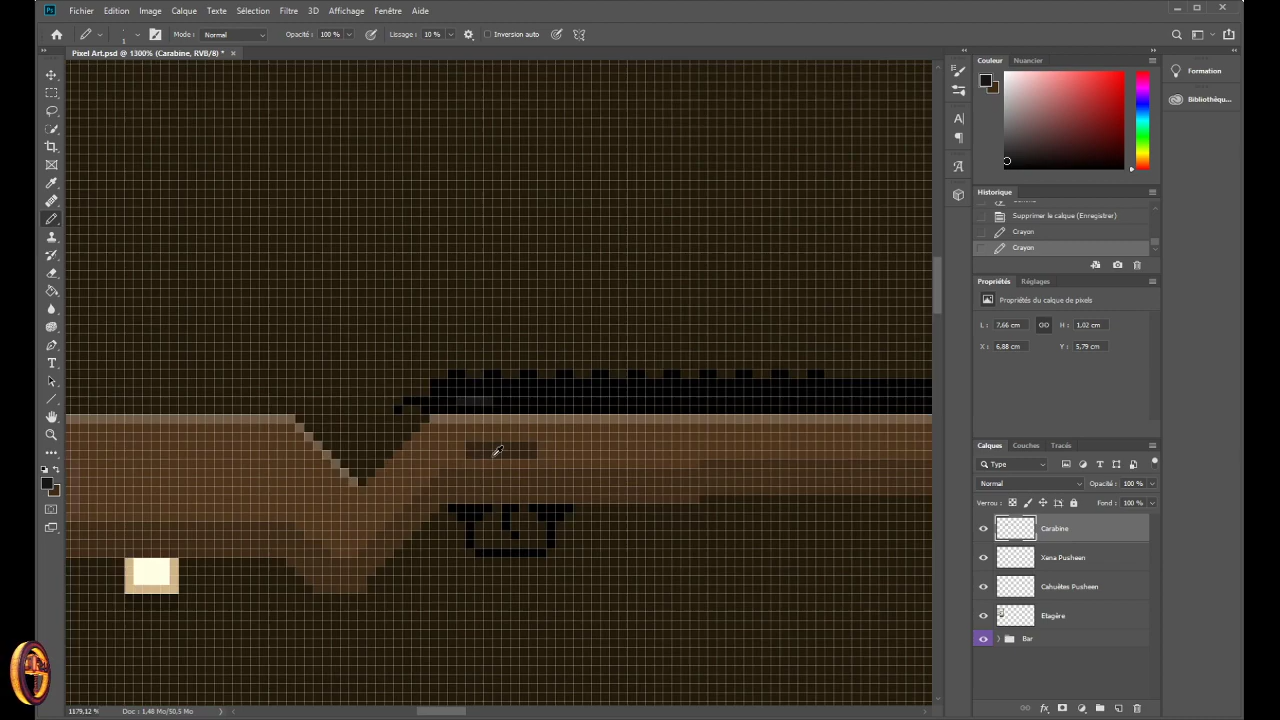 Ps Fichier Edition Image Calque Texte Sélection Filtre 3D Affichage Fenêtre Aide
1 Mode : Normal Opacité : 100 % Lissage : 10 % Inversion auto
Pixel Art.psd @ 1300% (Carabine, RVB/8) * ×
Couleur Nuancier
Formation
Bibliothèqu...
Historique
Supprimer le calque (Enregistrer)
Crayon
Crayon
Propriétés Réglages
Propriétés du calque de pixels
L : 7,66 cm H : 1,02 cm
X : 6,88 cm Y : 5,79 cm
Calques Couches Tracés
Type
Normal Opacité : 100 %
Verrou : Fond : 100 %
Carabine
Xena Pusheen
Cahuètes Pusheen
Etagère
Bar
1179,12 % Doc : 1,48 Mo/50,5 Mo